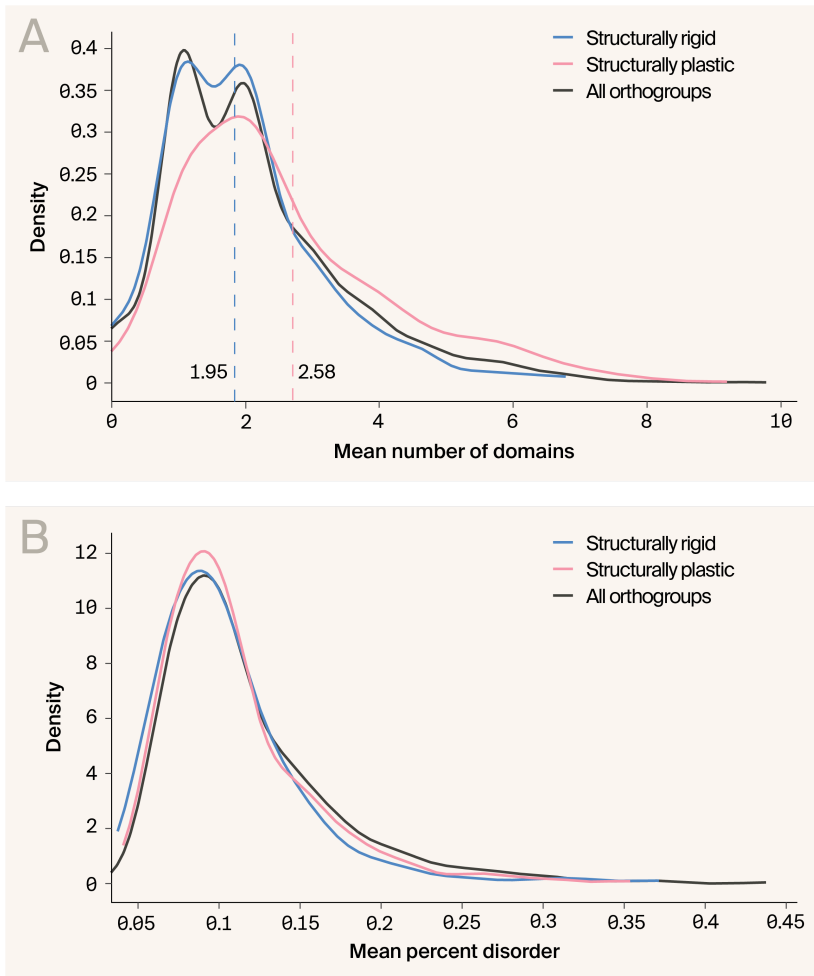 A
Structurally rigid
Structurally plastic
All orthogroups
0.4
0.35
0.3
0.25
0.2
0.15
0.1
0.05
0
Density
1.95
2.58
0 2 4 6 8 10
Mean number of domains
B
Structurally rigid
Structurally plastic
All orthogroups
12
10
8
6
4
2
0
Density
0.05 0.1 0.15 0.2 0.25 0.3 0.35 0.4 0.45
Mean percent disorder